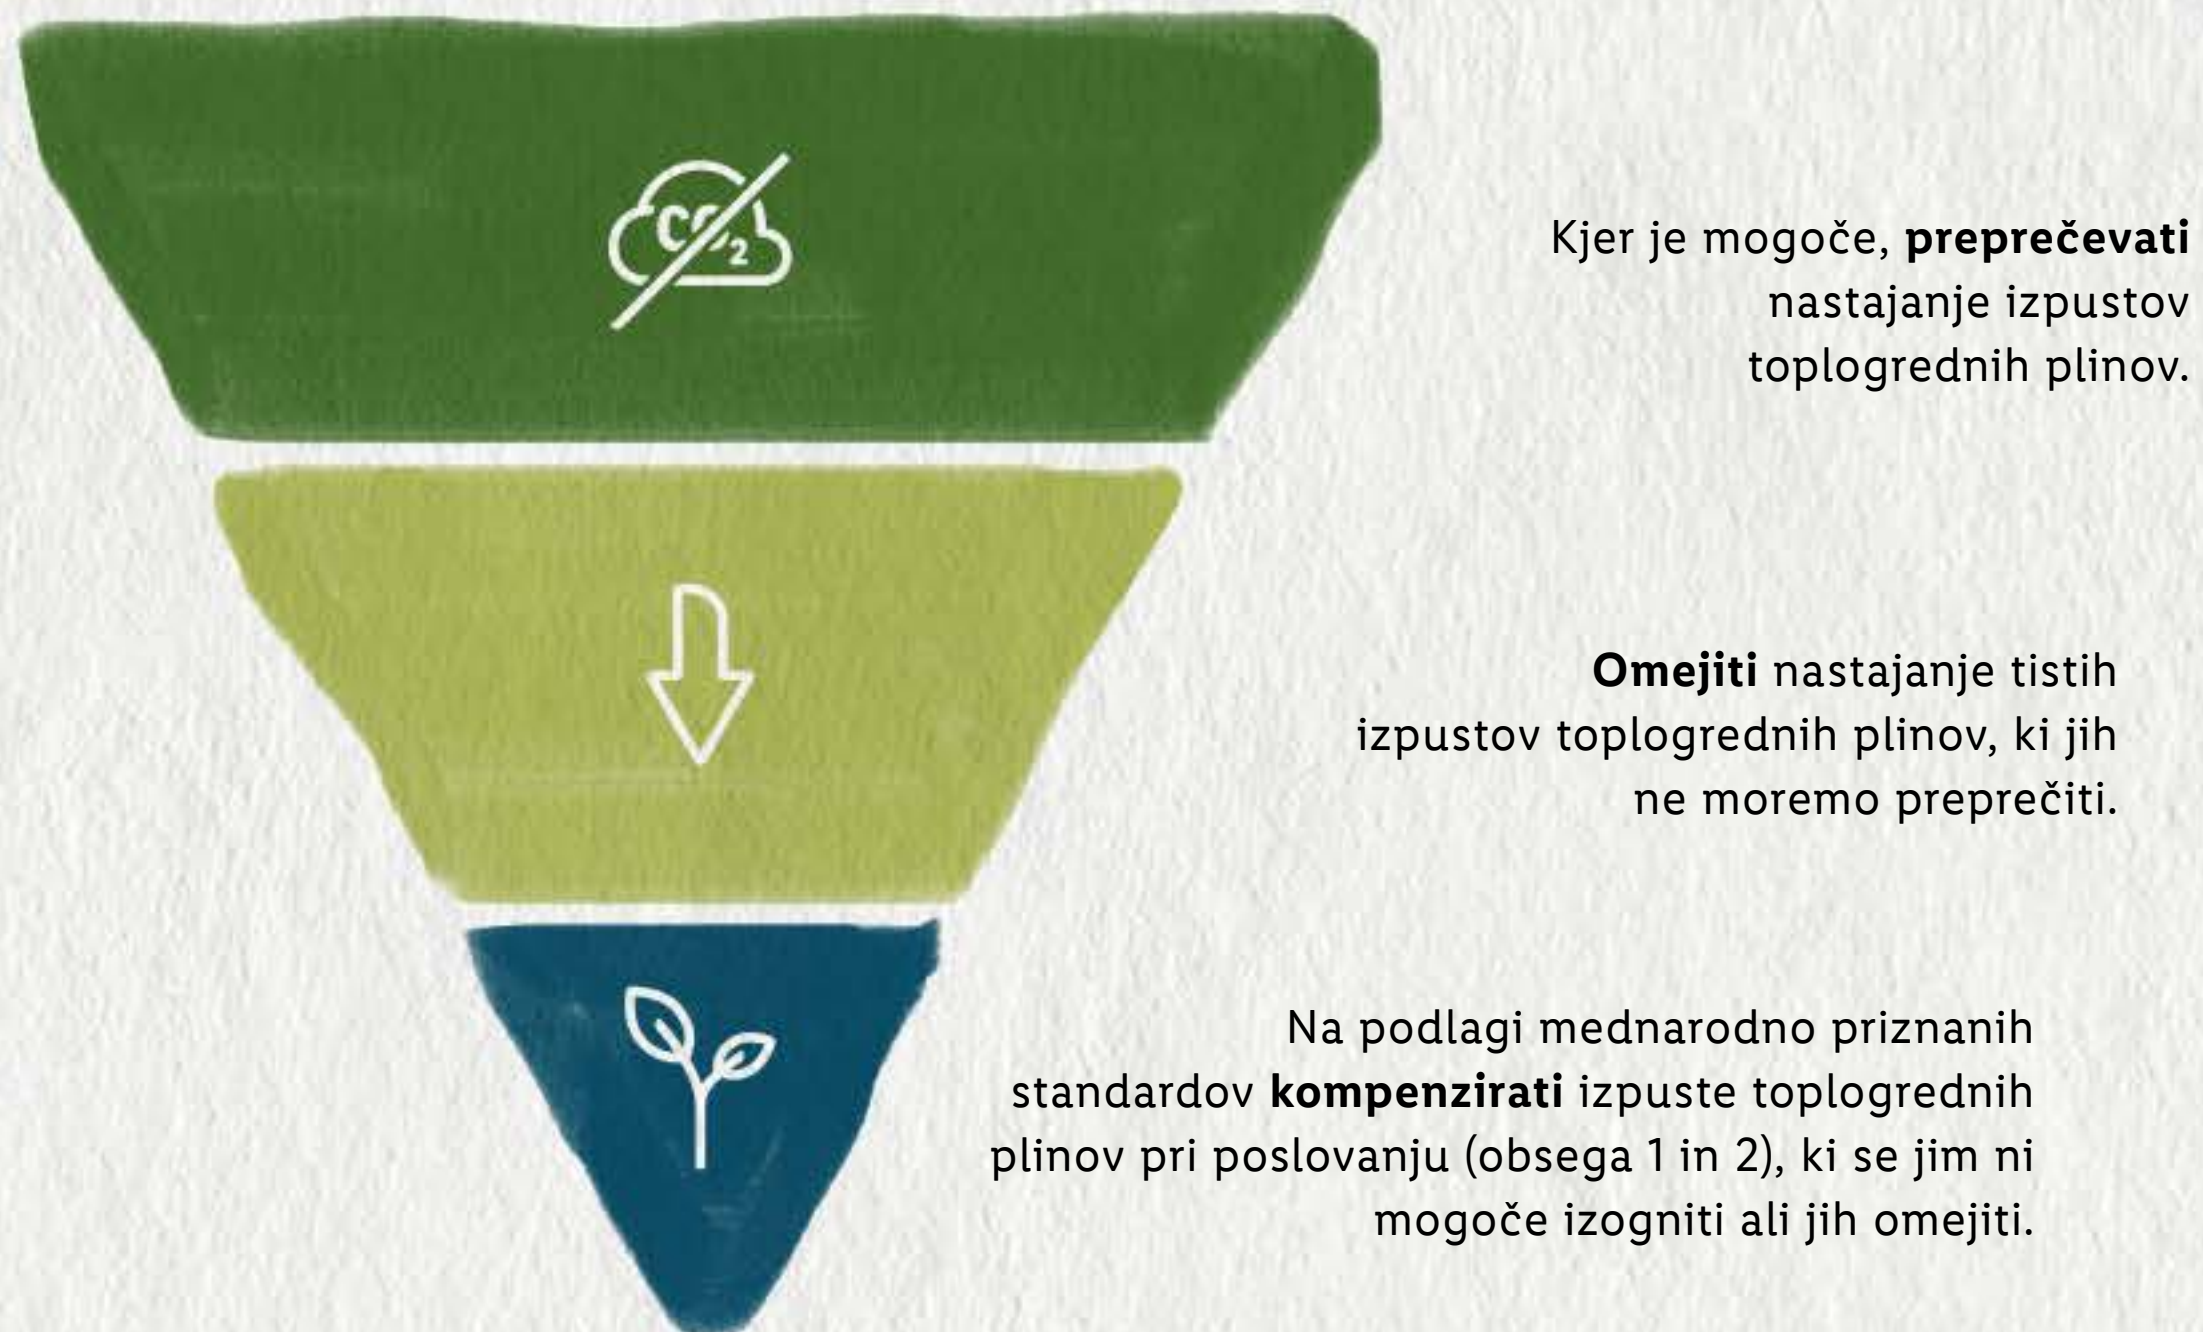 CO₂
Kjer je mogoče, preprečevati
nastajanje izpustov
toplogrednih plinov.
Omejiti nastajanje tistih
izpustov toplogrednih plinov, ki jih
ne moremo preprečiti.
Na podlagi mednarodno priznanih
standardov kompenzirati izpuste toplogrednih
plinov pri poslovanju (obsega 1 in 2), ki se jim ni
mogoče izogniti ali jih omejiti.